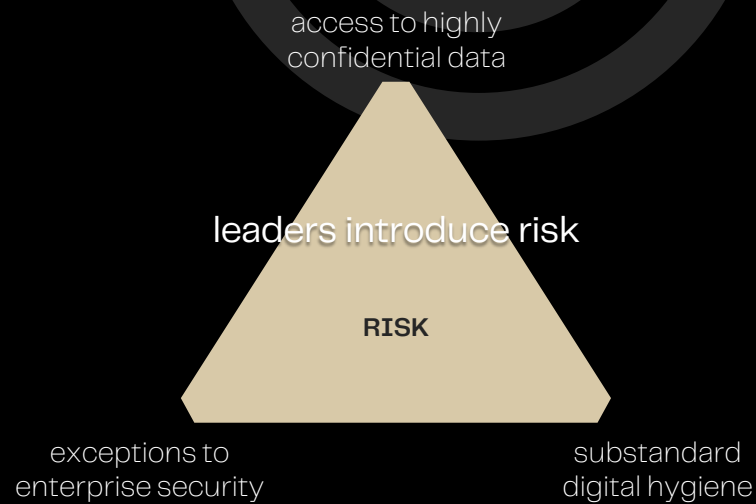 access to highly
confidential data
leaders introduce risk
RISK
exceptions to
enterprise security
substandard
digital hygiene